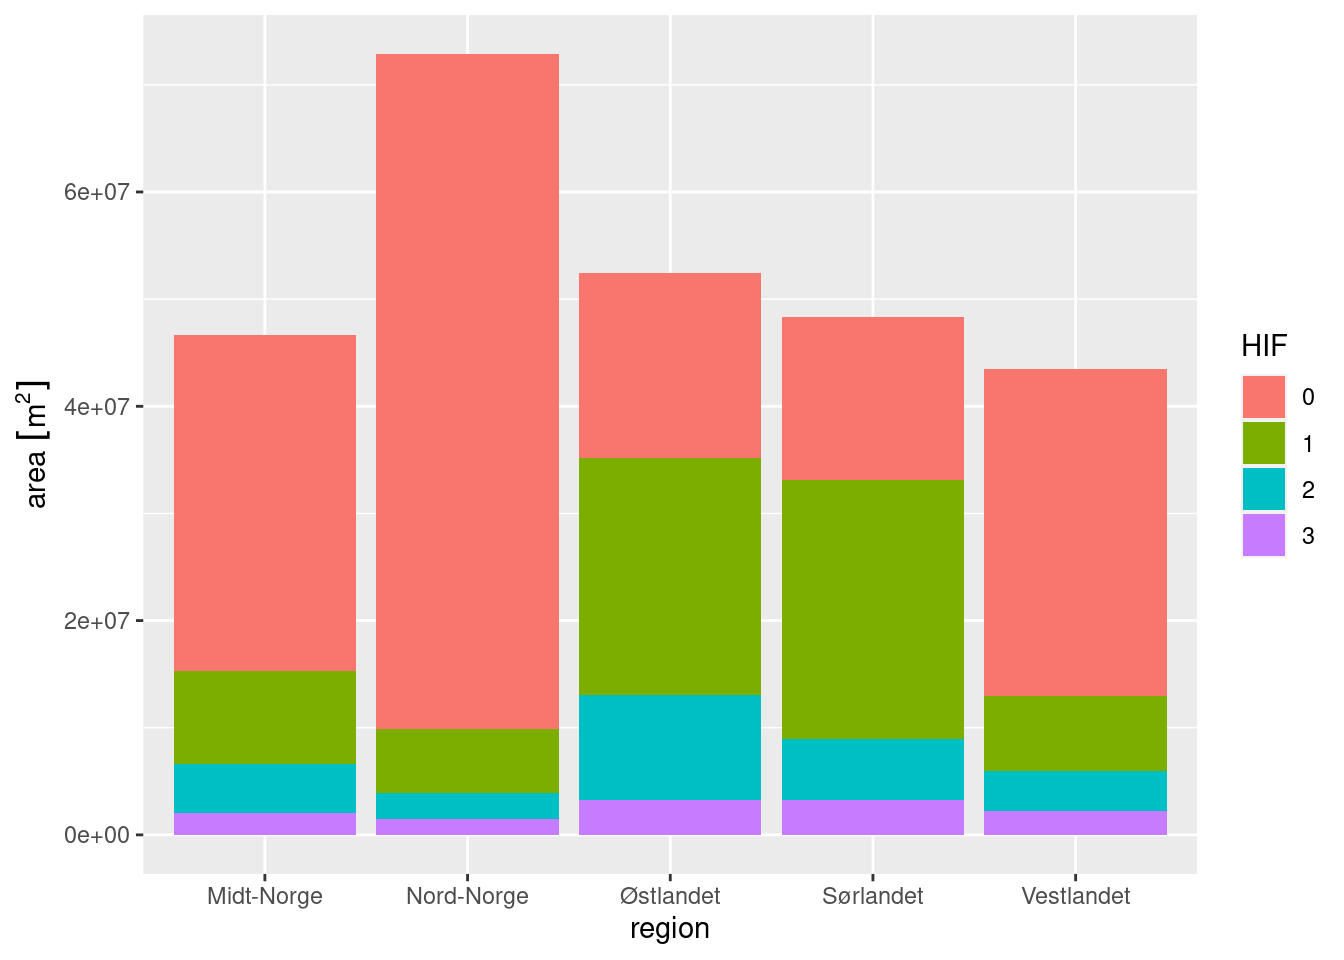 6e+07
4e+07
2e+07
0e+00
area [m²]
Midt-Norge Nord-Norge Østlandet Sørlandet Vestlandet
region
HIF
0
1
2
3